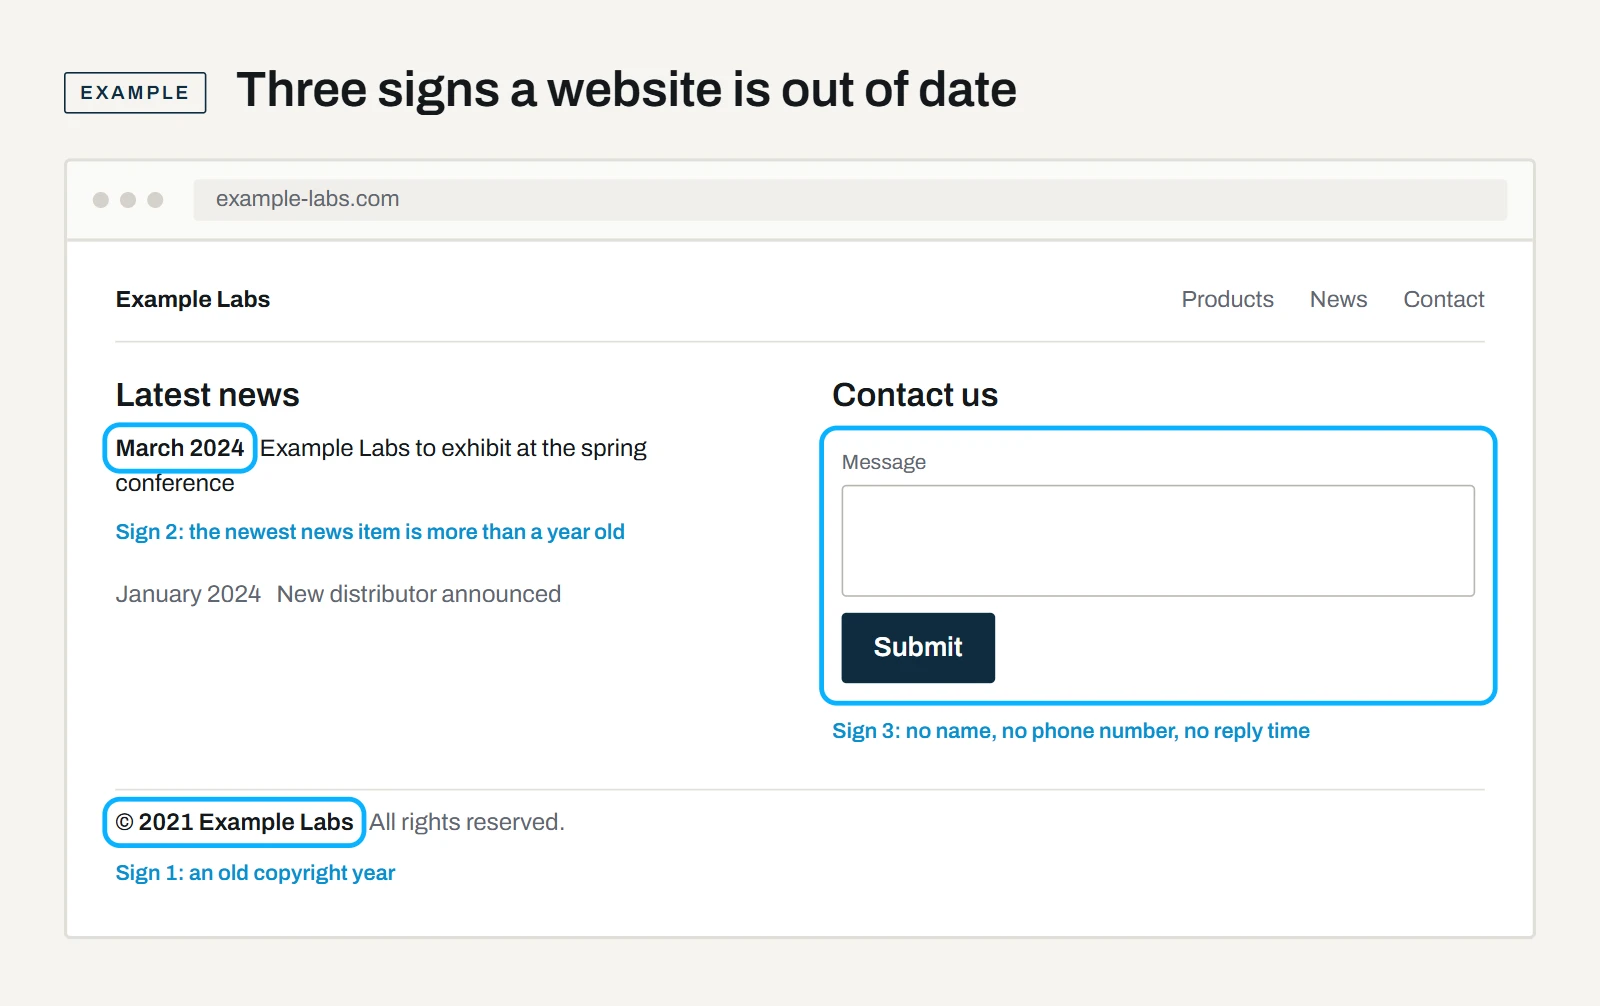 EXAMPLE
Three signs a website is out of date
example-labs.com
Example Labs
Products
News
Contact
Latest news
March 2024 Example Labs to exhibit at the spring
conference
Sign 2: the newest news item is more than a year old
January 2024 New distributor announced
Contact us
Message
Submit
Sign 3: no name, no phone number, no reply time
© 2021 Example Labs All rights reserved.
Sign 1: an old copyright year